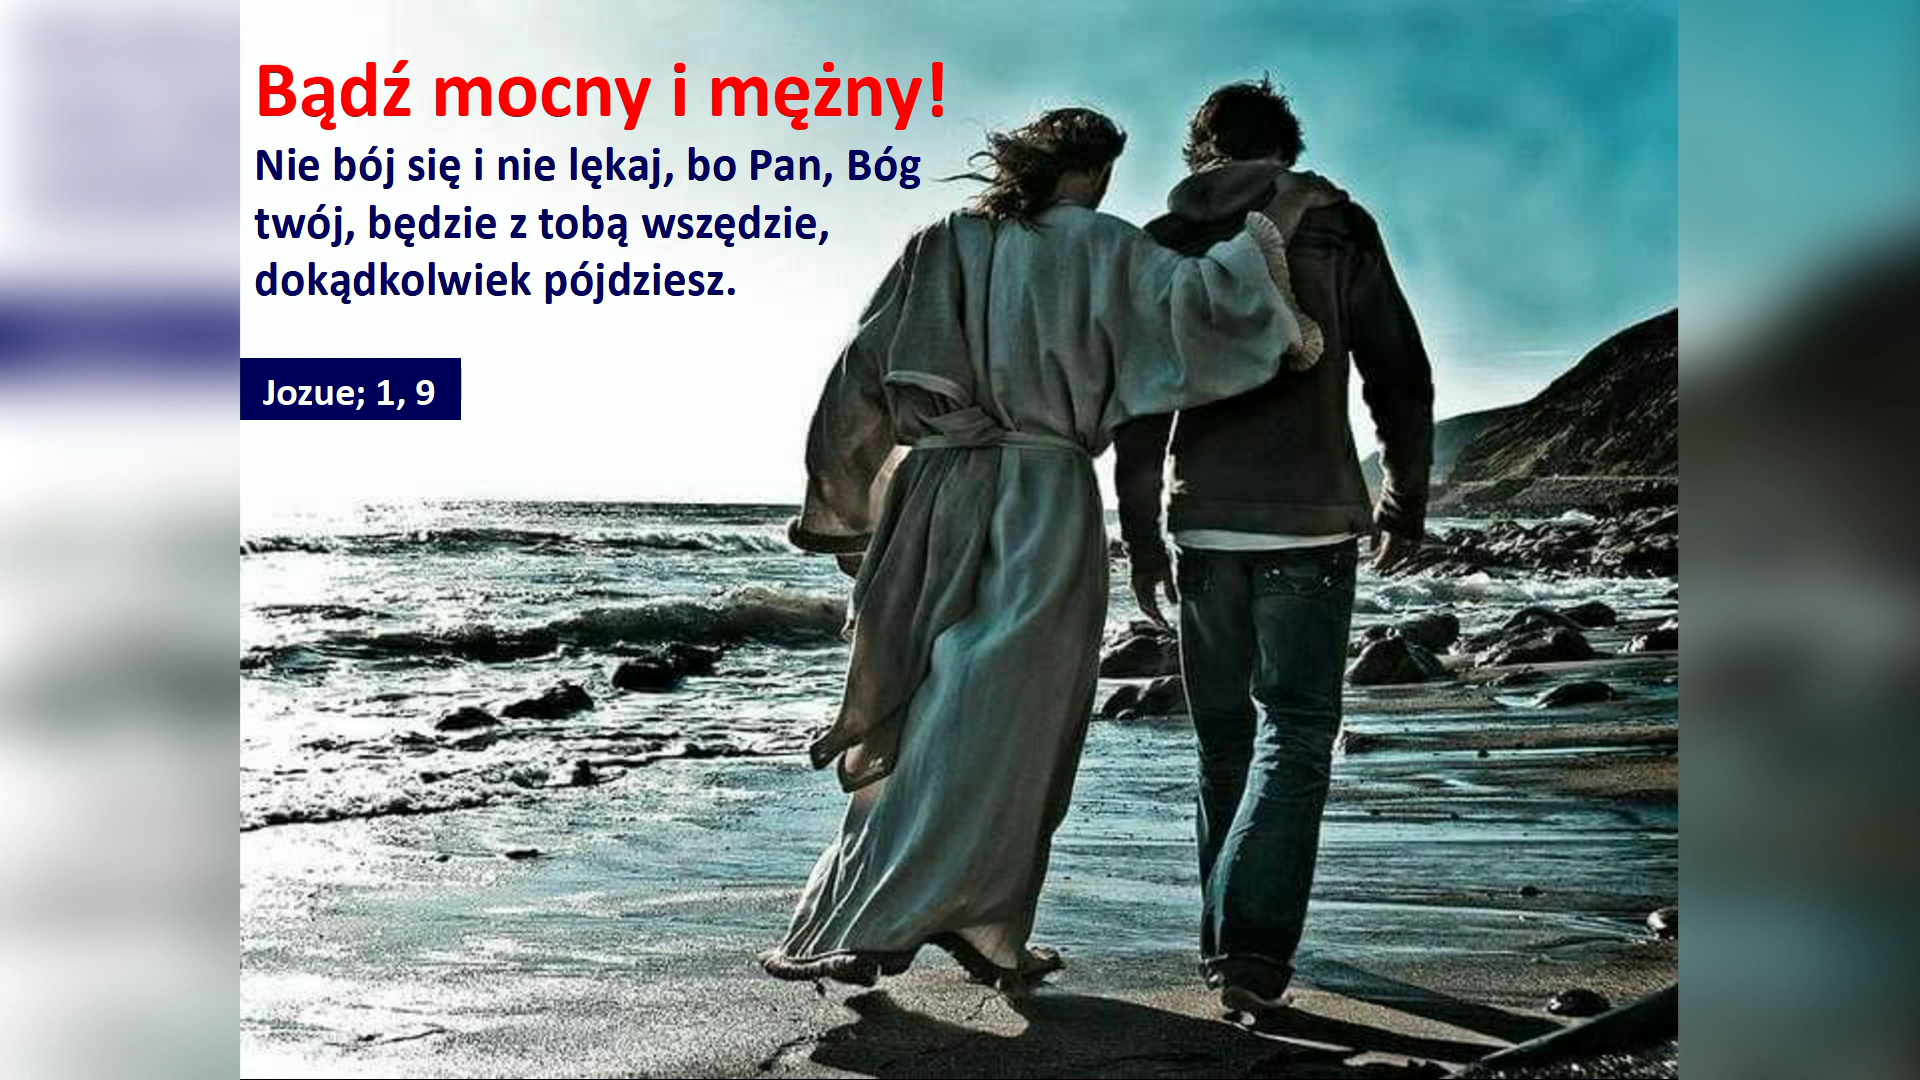 Bądź mocny i mężny!
Nie bój się i nie lękaj, bo Pan, Bóg
twój, będzie z tobą wszędzie,
dokądkolwiek pójdziesz.
Jozue; 1, 9